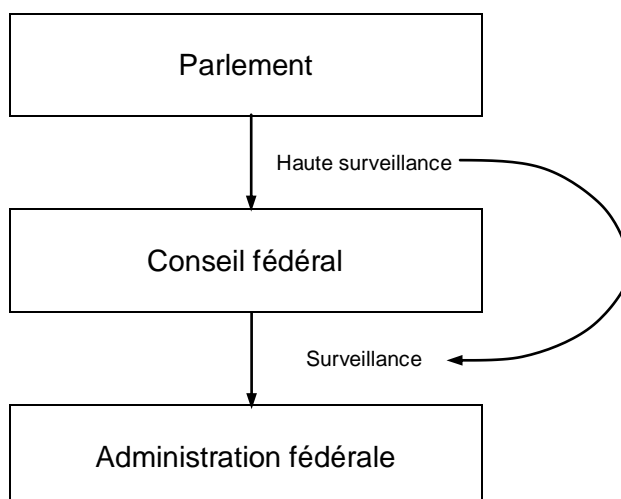 Parlement
Haute surveillance
Conseil fédéral
Surveillance
Administration fédérale